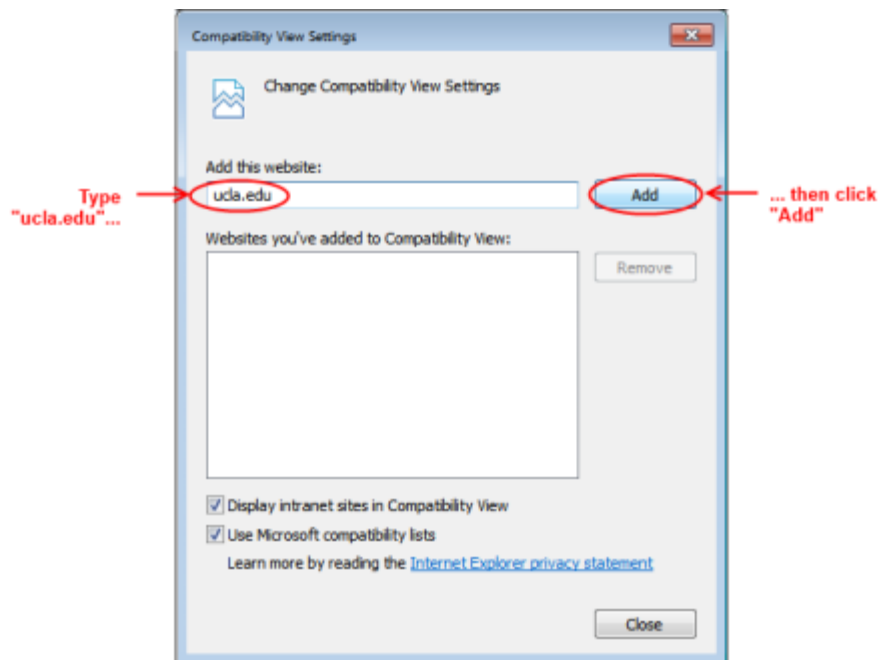 Compatibility View Settings
Change Compatibility View Settings
Add this website:
Type
"ucla.edu"...
ucla.edu
Add
... then click
"Add"
Websites you've added to Compatibility View:
Remove
Display intranet sites in Compatibility View
Use Microsoft compatibility lists
Learn more by reading the Internet Explorer privacy statement
Close